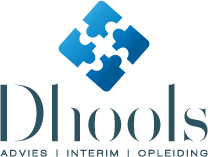 Dhools
ADVIES | INTERIM | OPLEIDING